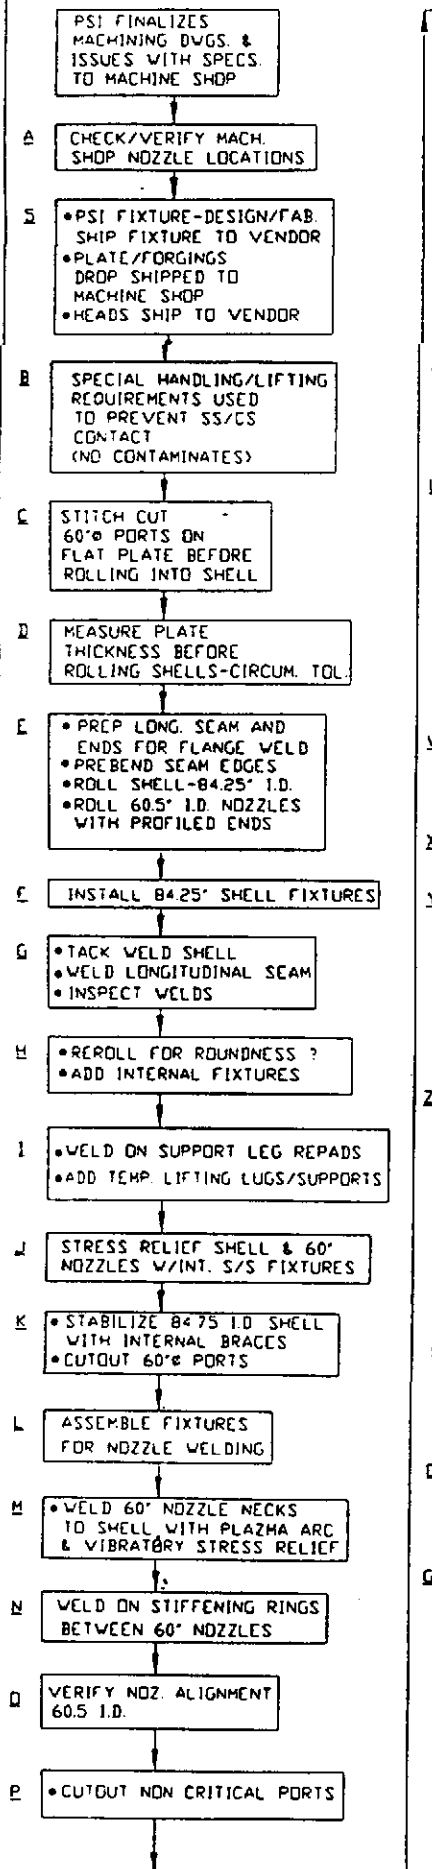 PSI FINALIZES
MACHINING DWGS. &
ISSUES WITH SPECS.
TO MACHINE SHOP
A
CHECK/VERIFY MACH.
SHOP NOZZLE LOCATIONS
S
•PSI FIXTURE-DESIGN/FAB.
SHIP FIXTURE TO VENDOR
•PLATE/FORGINGS
DROP SHIPPED TO
MACHINE SHOP
•HEADS SHIP TO VENDOR
B
SPECIAL HANDLING/LIFTING
REQUIREMENTS USED
TO PREVENT SS/CS
CONTACT
(NO CONTAMINATES)
C
STITCH CUT
60"ø PORTS ON
FLAT PLATE BEFORE
ROLLING INTO SHELL
D
MEASURE PLATE
THICKNESS BEFORE
ROLLING SHELLS-CIRCUM. TOL.
E
• PREP LONG. SEAM AND
ENDS FOR FLANGE WELD
•PREBEND SEAM EDGES
•ROLL SHELL-84.25" I.D.
•ROLL 60.5" I.D. NOZZLES
WITH PROFILED ENDS
F
INSTALL 84.25" SHELL FIXTURES
G
•TACK WELD SHELL
•WELD LONGITUDINAL SEAM
•INSPECT WELDS
H
•REROLL FOR ROUNDNESS ?
•ADD INTERNAL FIXTURES
I
•WELD ON SUPPORT LEG REPADS
•ADD TEMP. LIFTING LUGS/SUPPORTS
J
STRESS RELIEF SHELL & 60"
NOZZLES W/INT. S/S FIXTURES
K
• STABILIZE 84.75 I.D SHELL
WITH INTERNAL BRACES
•CUTOUT 60"ø PORTS
L
ASSEMBLE FIXTURES
FOR NOZZLE WELDING
M
•WELD 60" NOZZLE NECKS
TO SHELL WITH PLAZMA ARC
& VIBRATORY STRESS RELIEF
N
WELD ON STIFFENING RINGS
BETWEEN 60" NOZZLES
O
VERIFY NOZ. ALIGNMENT
60.5 I.D.
P
•CUTOUT NON CRITICAL PORTS
X
Z